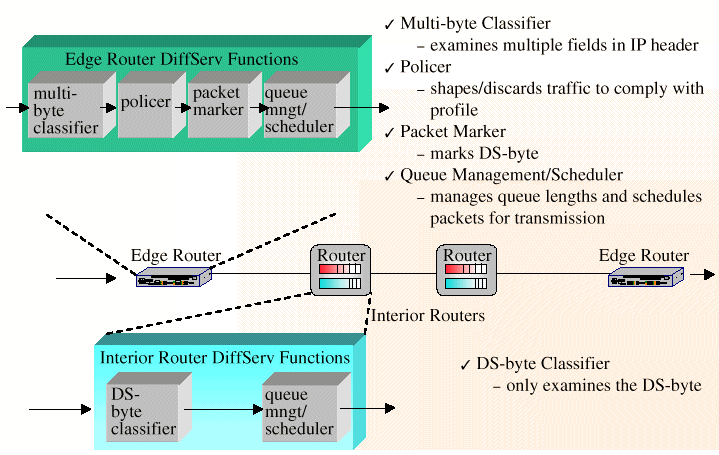 Edge Router DiffServ Functions
multi-
byte
classifier
policer
packet
marker
queue
mngt/
scheduler
✓ Multi-byte Classifier
– examines multiple fields in IP header
✓ Policer
– shapes/discards traffic to comply with
profile
✓ Packet Marker
– marks DS-byte
✓ Queue Management/Scheduler
– manages queue lengths and schedules
packets for transmission
Edge Router
Router
Router
Edge Router
Interior Routers
Interior Router DiffServ Functions
DS-
byte
classifier
queue
mngt/
scheduler
✓ DS-byte Classifier
– only examines the DS-byte